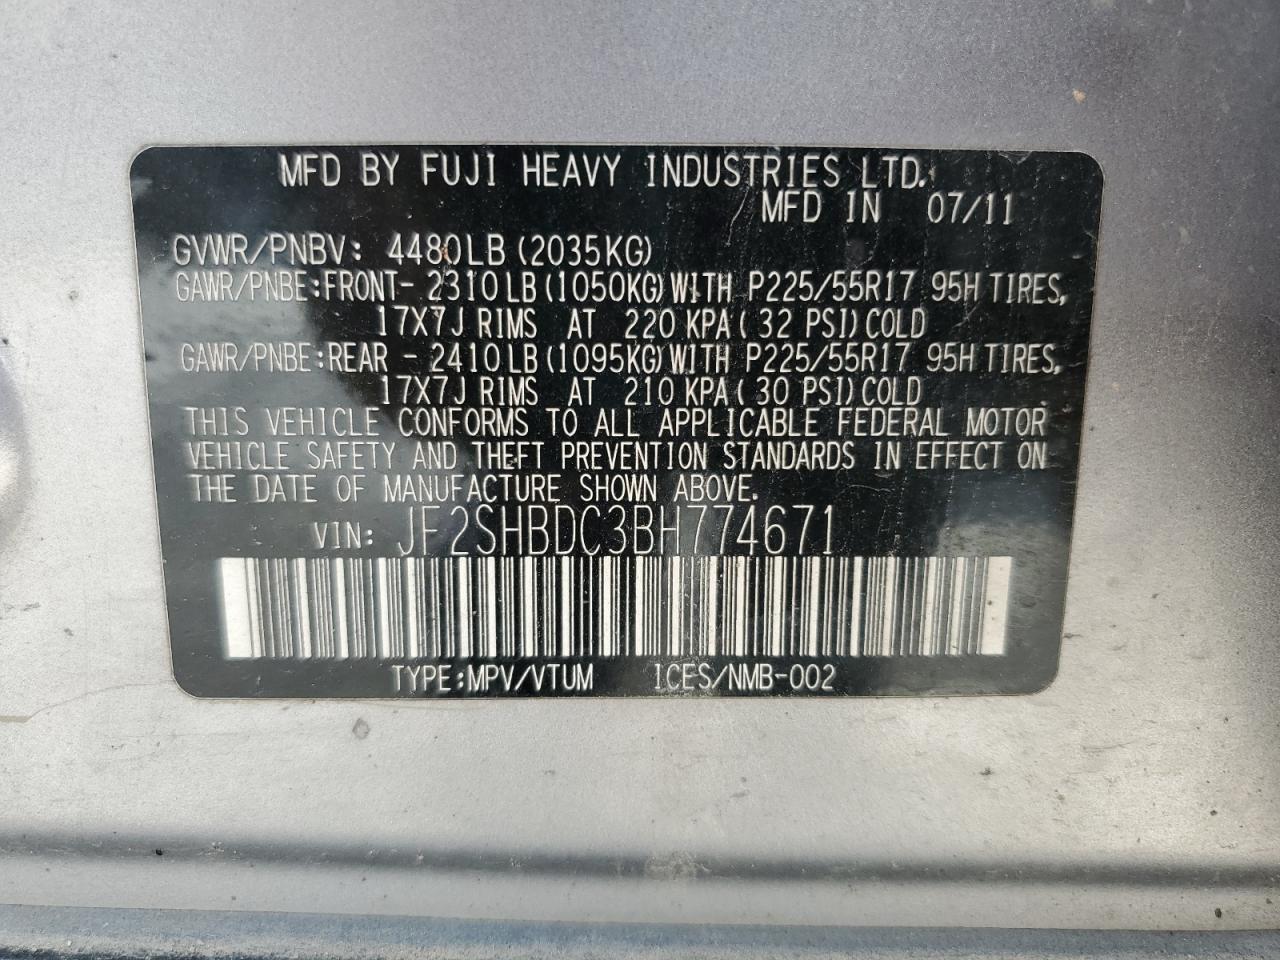 MFD BY FUJI HEAVY INDUSTRIES LTD.
MFD IN 07/11
GVWR/PNBV: 4480LB (2035KG)
GAWR/PNBE:FRONT- 2310LB (1050KG) WITH P225/55R17 95H TIRES,
17X7J RIMS AT 220 KPA( 32 PSI) COLD
GAWR/PNBE:REAR - 2410LB (1095KG) WITH P225/55R17 95H TIRES,
17X7J RIMS AT 210 KPA( 30 PSI) COLD
THIS VEHICLE CONFORMS TO ALL APPLICABLE FEDERAL MOTOR
VEHICLE SAFETY AND THEFT PREVENTION STANDARDS IN EFFECT ON
THE DATE OF MANUFACTURE SHOWN ABOVE.
VIN: JF2SHBDC3BH774671
TYPE:MPV/VTUM ICES/NMB-002